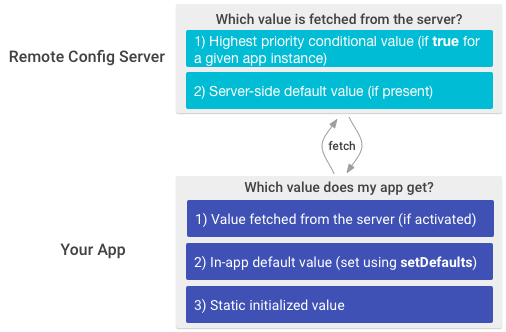 Which value is fetched from the server?
Remote Config Server
1) Highest priority conditional value (if true for
a given app instance)
2) Server-side default value (if present)
fetch
Which value does my app get?
Your App
1) Value fetched from the server (if activated)
2) In-app default value (set using setDefaults)
3) Static initialized value